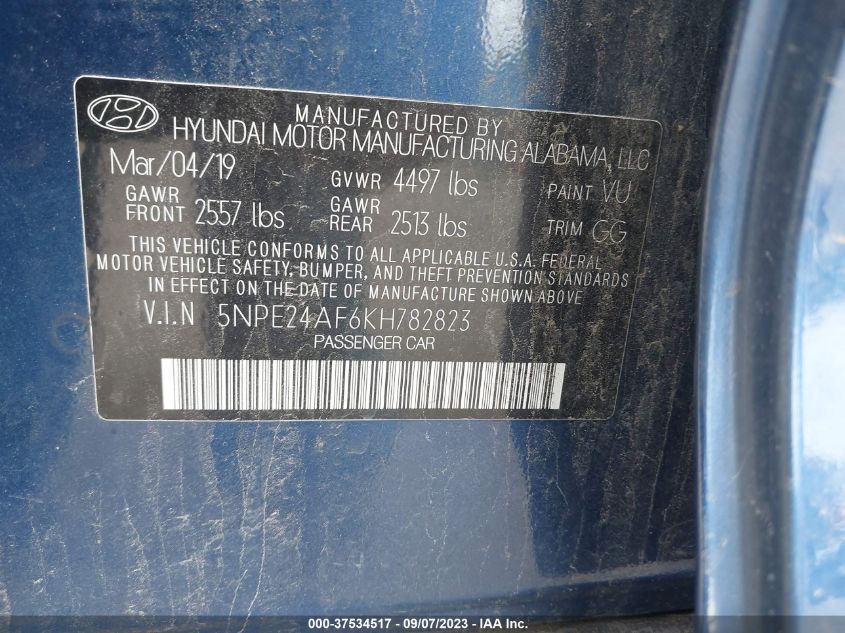 MANUFACTURED BY
HYUNDAI MOTOR MANUFACTURING ALABAMA, LLC
Mar/04/19 GVWR 4497 lbs PAINT VU
GAWR FRONT 2557 lbs GAWR REAR 2513 lbs TRIM GG
THIS VEHICLE CONFORMS TO ALL APPLICABLE U.S.A. FEDERAL
MOTOR VEHICLE SAFETY, BUMPER, AND THEFT PREVENTION STANDARDS
IN EFFECT ON THE DATE OF MANUFACTURE SHOWN ABOVE
V.I.N 5NPE24AF6KH782823
PASSENGER CAR
000-37534517 - 09/07/2023 - IAA Inc.